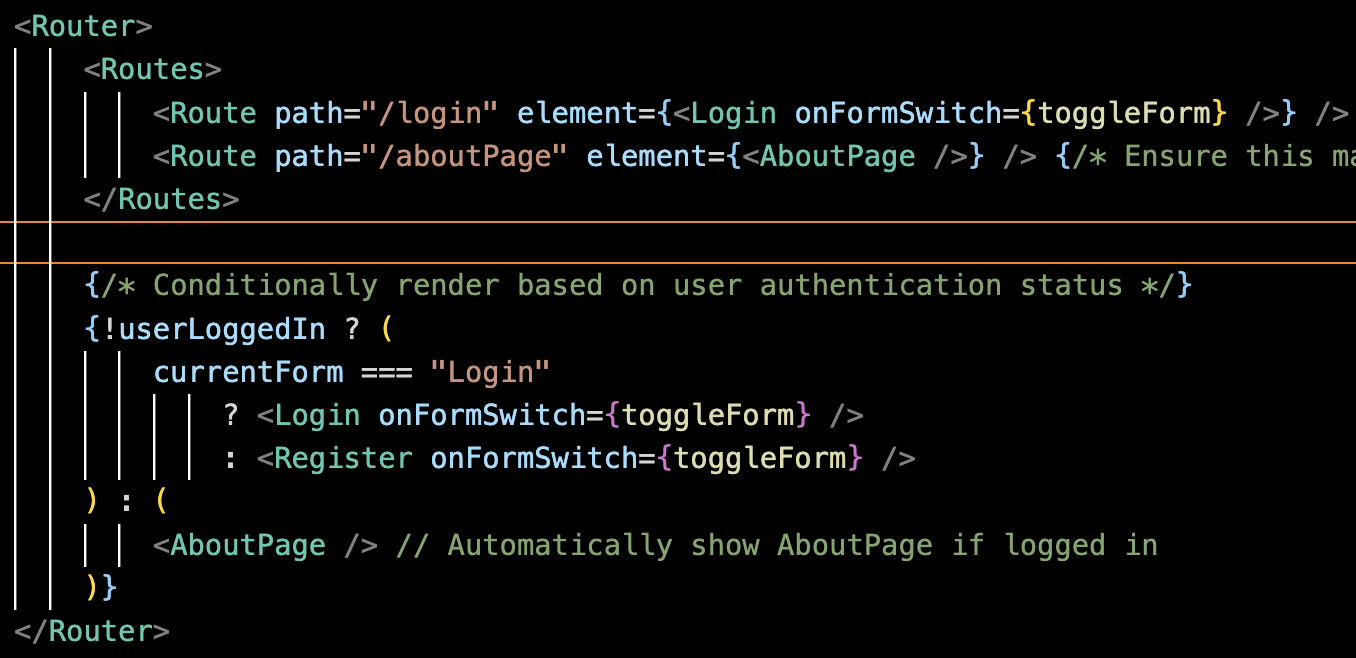 <Router>
<Routes>
<Route path="/login" element={<Login onFormSwitch={toggleForm} />} />
<Route path="/aboutPage" element={<AboutPage />} /> {/* Ensure this
</Routes>
{/* Conditionally render based on user authentication status */}
{!userLoggedIn ? (
currentForm === "Login"
? <Login onFormSwitch={toggleForm} />
: <Register onFormSwitch={toggleForm} />
) : (
<AboutPage /> // Automatically show AboutPage if logged in
)}
</Router>